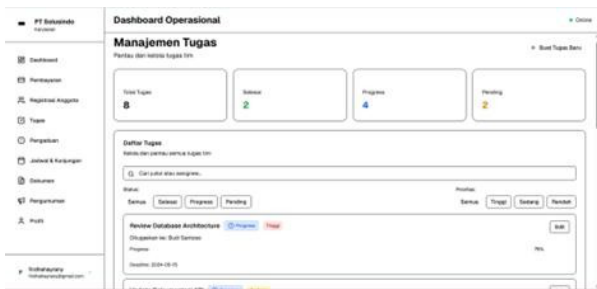 PT Solusindo
Karyawan
Dashboard
Pembayaran
Registrasi Anggota
Tugas
Pengaduan
Jadwal & Kunjungan
Dokumen
Pengumuman
Profil
Dashboard Operasional
Online
Manajemen Tugas
Pantau dan kelola tugas tim
Buat Tugas Baru
Total Tugas
8
Selesai
2
Progress
4
Pending
2
Daftar Tugas
Kelola dan pantau semua tugas tim
Cari judul atau assignee..
Status:
Semua Selesai Progress Pending
Prioritas:
Semua Tinggi Sedang Rendah
Review Database Architecture Progress Tinggi
Edit
Ditugaskan ke: Budi Santoso
Progress
75%
Deadline: 2024-08-15